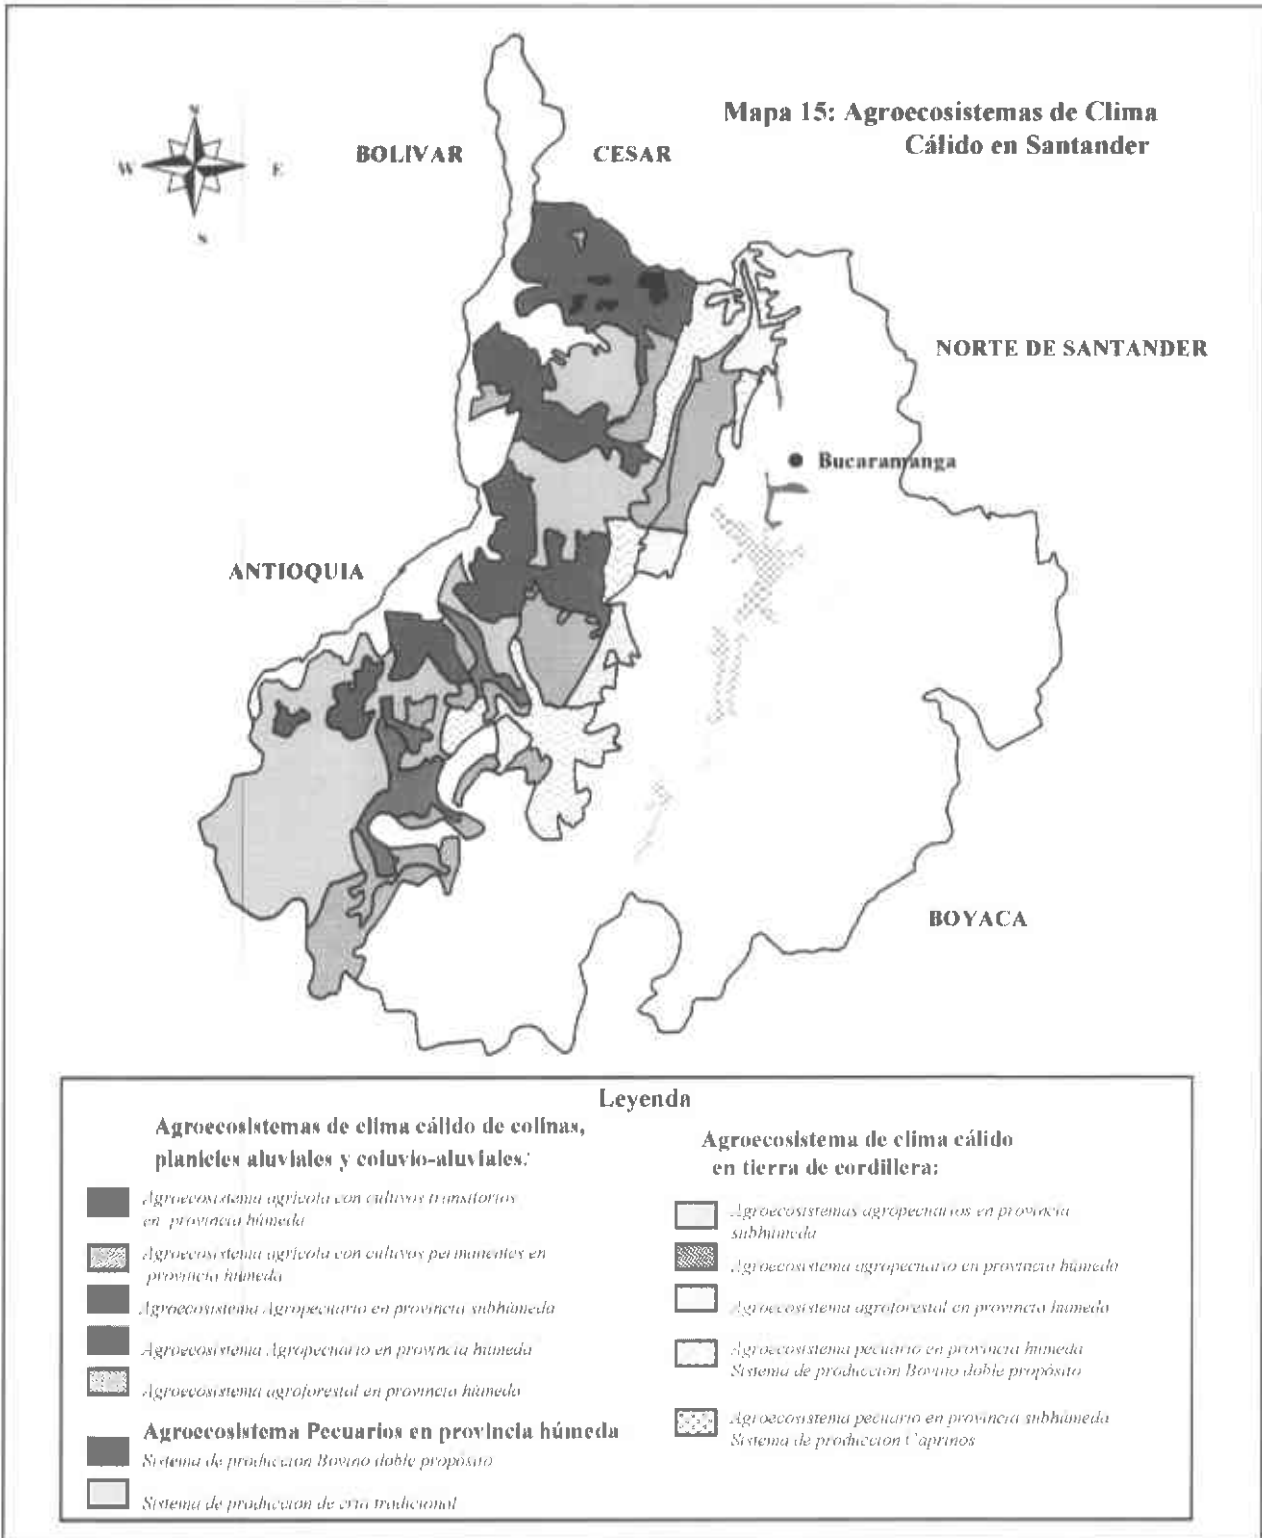 Mapa 15: Agroecosistemas de Clima
Cálido en Santander
N
W
E
S
BOLIVAR
CESAR
NORTE DE SANTANDER
Bucaramanga
ANTIOQUIA
BOYACA
Leyenda
Agroecosistemas de clima cálido de colinas,
planicies aluviales y coluvio-aluviales:
Agroecosistema agrícola con cultivos transitorios
en provincia húmeda
Agroecosistema agrícola con cultivos permanentes en
provincia húmeda
Agroecosistema Agropecuario en provincia subhúmeda
Agroecosistema Agropecuario en provincia húmeda
Agroecosistema agroforestal en provincia húmeda
Agroecosistema Pecuarios en provincia húmeda
Sistema de producción Bovino doble propósito
Sistema de produccion de cria tradicional
Agroecosistema de clima cálido
en tierra de cordillera:
Agroecosistemas agropecuarios en provincia
subhúmeda
Agroecosistema agropecuario en provincia húmeda
Agroecosistema agroforestal en provincia húmeda
Agroecosistema pecuario en provincia húmeda
Sistema de produccion Bovino doble propósito
Agroecosistema pecuario en provincia subhúmeda
Sistema de produccion Caprinos